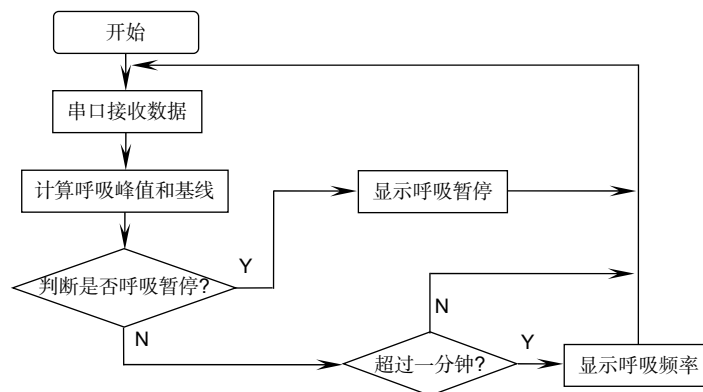 开始
串口接收数据
计算呼吸峰值和基线
显示呼吸暂停
判断是否呼吸暂停?
Y
N
N
超过一分钟?
Y
显示呼吸频率